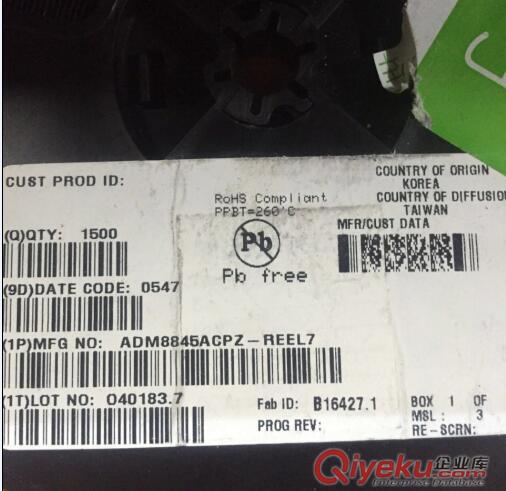 CUST PROD ID:
RoHS Compliant
PPBT=260°C
COUNTRY OF ORIGIN
KOREA
COUNTRY OF DIFFUSION
TAIWAN
MFR/CUST DATA
(Q)QTY: 1500
Pb
Pb free
(9D)DATE CODE: 0547
(1P)MFG NO: ADM8845ACPZ-REEL7
(1T)LOT NO: 040183.7
Fab ID: B16427.1
PROG REV:
BOX 1 OF
MSL: 3
RE-SCRN:
Qiyeku.com 企业库
Enterprise Database